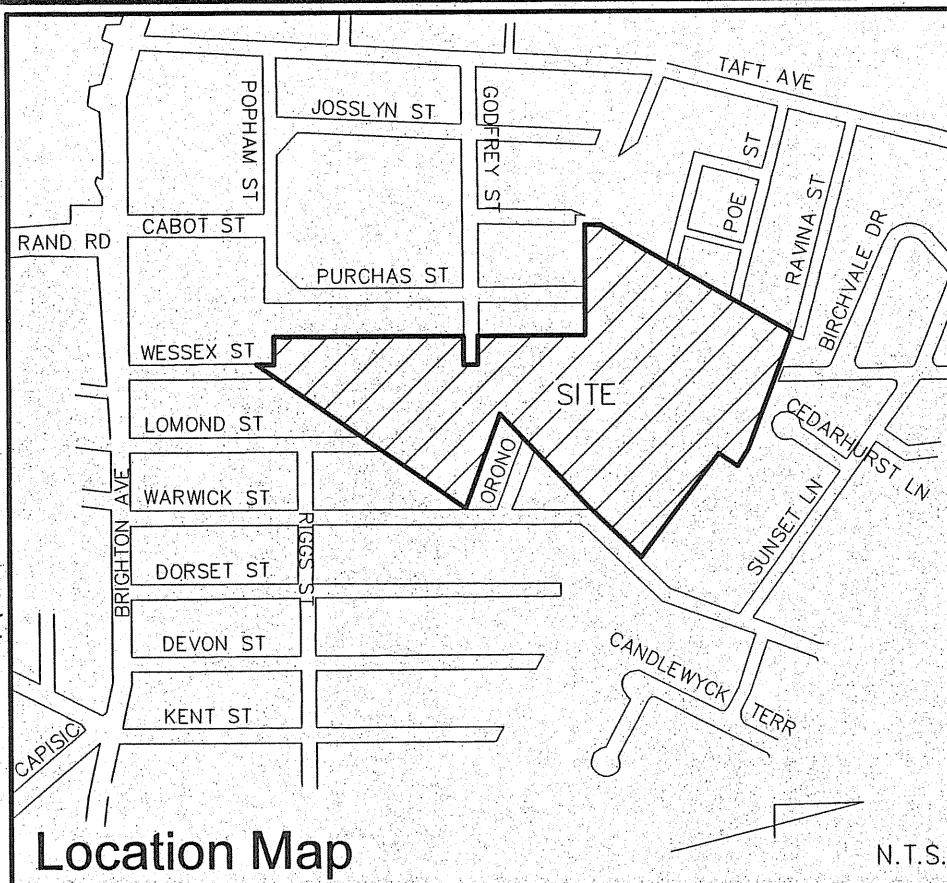 TAFT AVE
JOSSLYN ST
POPHAM ST
GODFREY ST
POE ST
RAVINA ST
BIRCHVALE DR
RAND RD
CABOT ST
PURCHAS ST
WESSEX ST
SITE
LOMOND ST
CEDARHURST LN
ORONO
WARWICK ST
BRIGHTON AVE
RIGGS ST
SUNSET LN
DORSET ST
DEVON ST
CANDLEWYCK TERR
KENT ST
CAPISIC
Location Map
N.T.S.